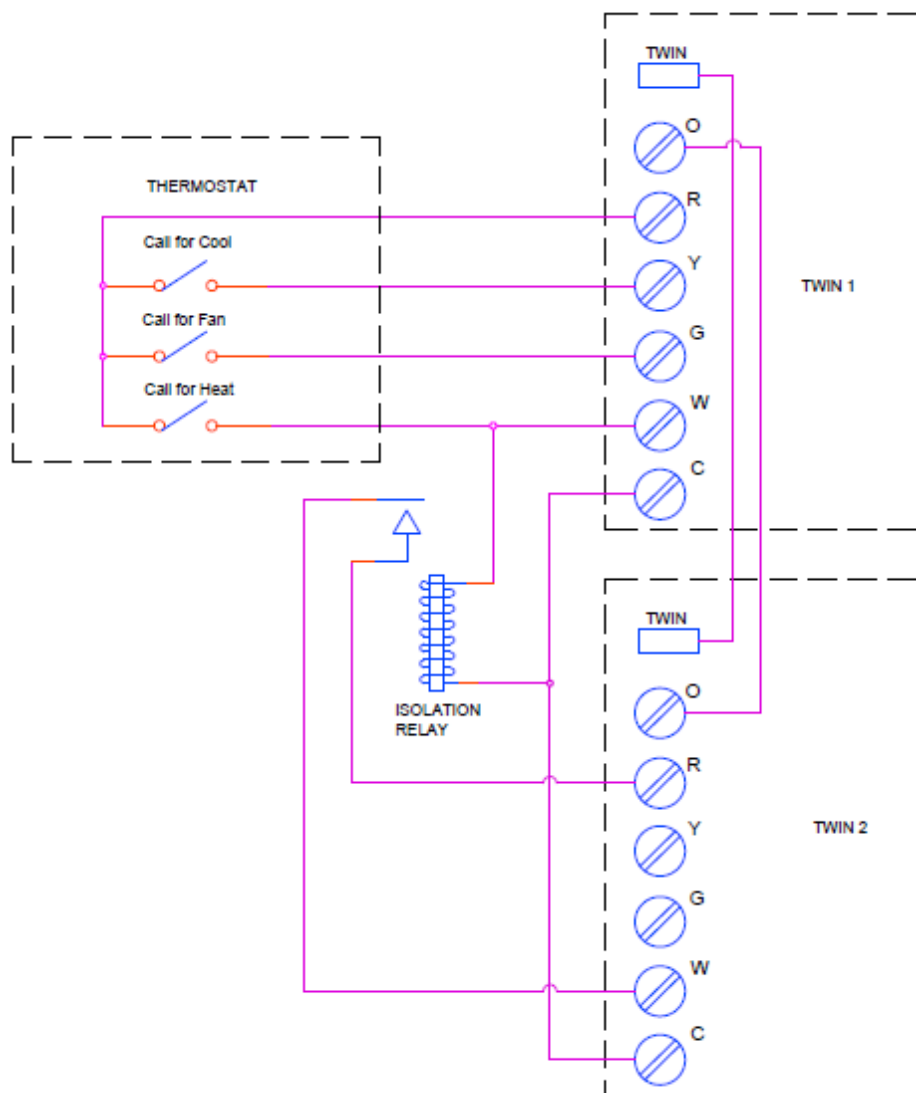 TWIN
O
THERMOSTAT
R
Call for Cool
Y
TWIN 1
Call for Fan
G
Call for Heat
W
C
TWIN
O
ISOLATION
RELAY
R
TWIN 2
Y
G
W
C